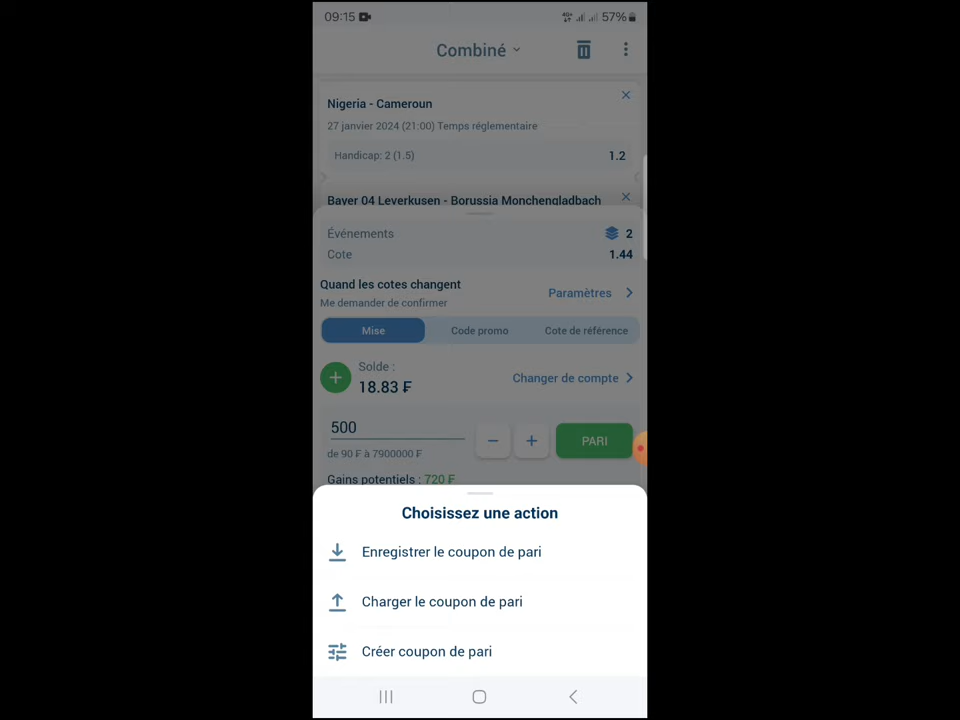 09:15 4G+ 57%
Combiné
Nigeria - Cameroun
27 janvier 2024 (21:00) Temps réglementaire
Handicap: 2 (1.5) 1.2
Bayer 04 Leverkusen - Borussia Monchengladbach
Événements 2
Cote 1.44
Quand les cotes changent
Me demander de confirmer
Paramètres
Mise Code promo Cote de référence
Solde :
18.83 ₣
Changer de compte
500
PARI
de 90 ₣ à 7900000 ₣
Gains potentiels : 720 ₣
Choisissez une action
Enregistrer le coupon de pari
Charger le coupon de pari
Créer coupon de pari